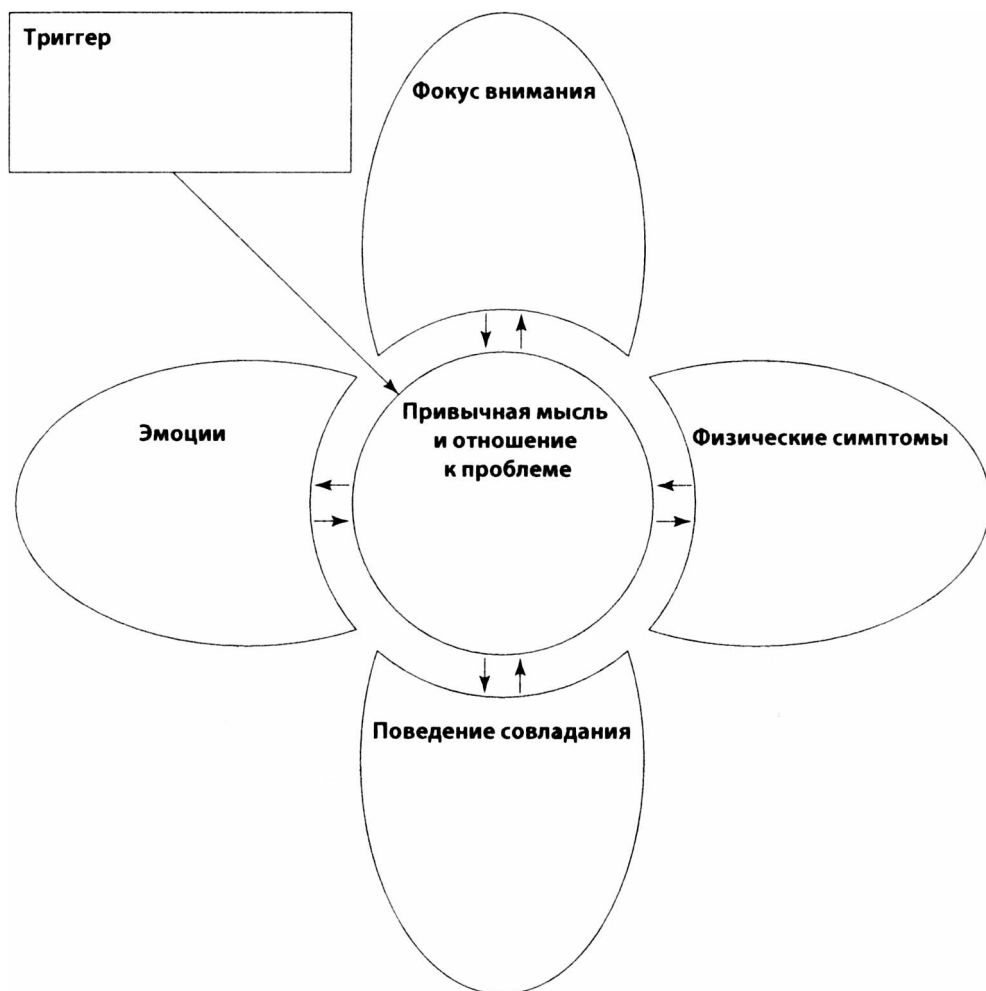 Триггер
Фокус внимания
Эмоции
Привычная мысль
и отношение
к проблеме
Физические симптомы
Поведение совладания